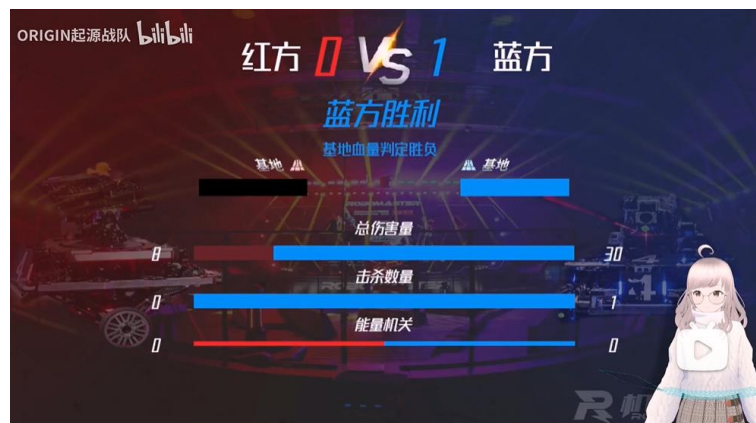 ORIGIN起源战队 bilibili
红方 0 VS 1 蓝方
蓝方胜利
基地血量判定胜负
基地 基地
总伤害量
8 30
击杀数量
0 1
能量机关
0 0